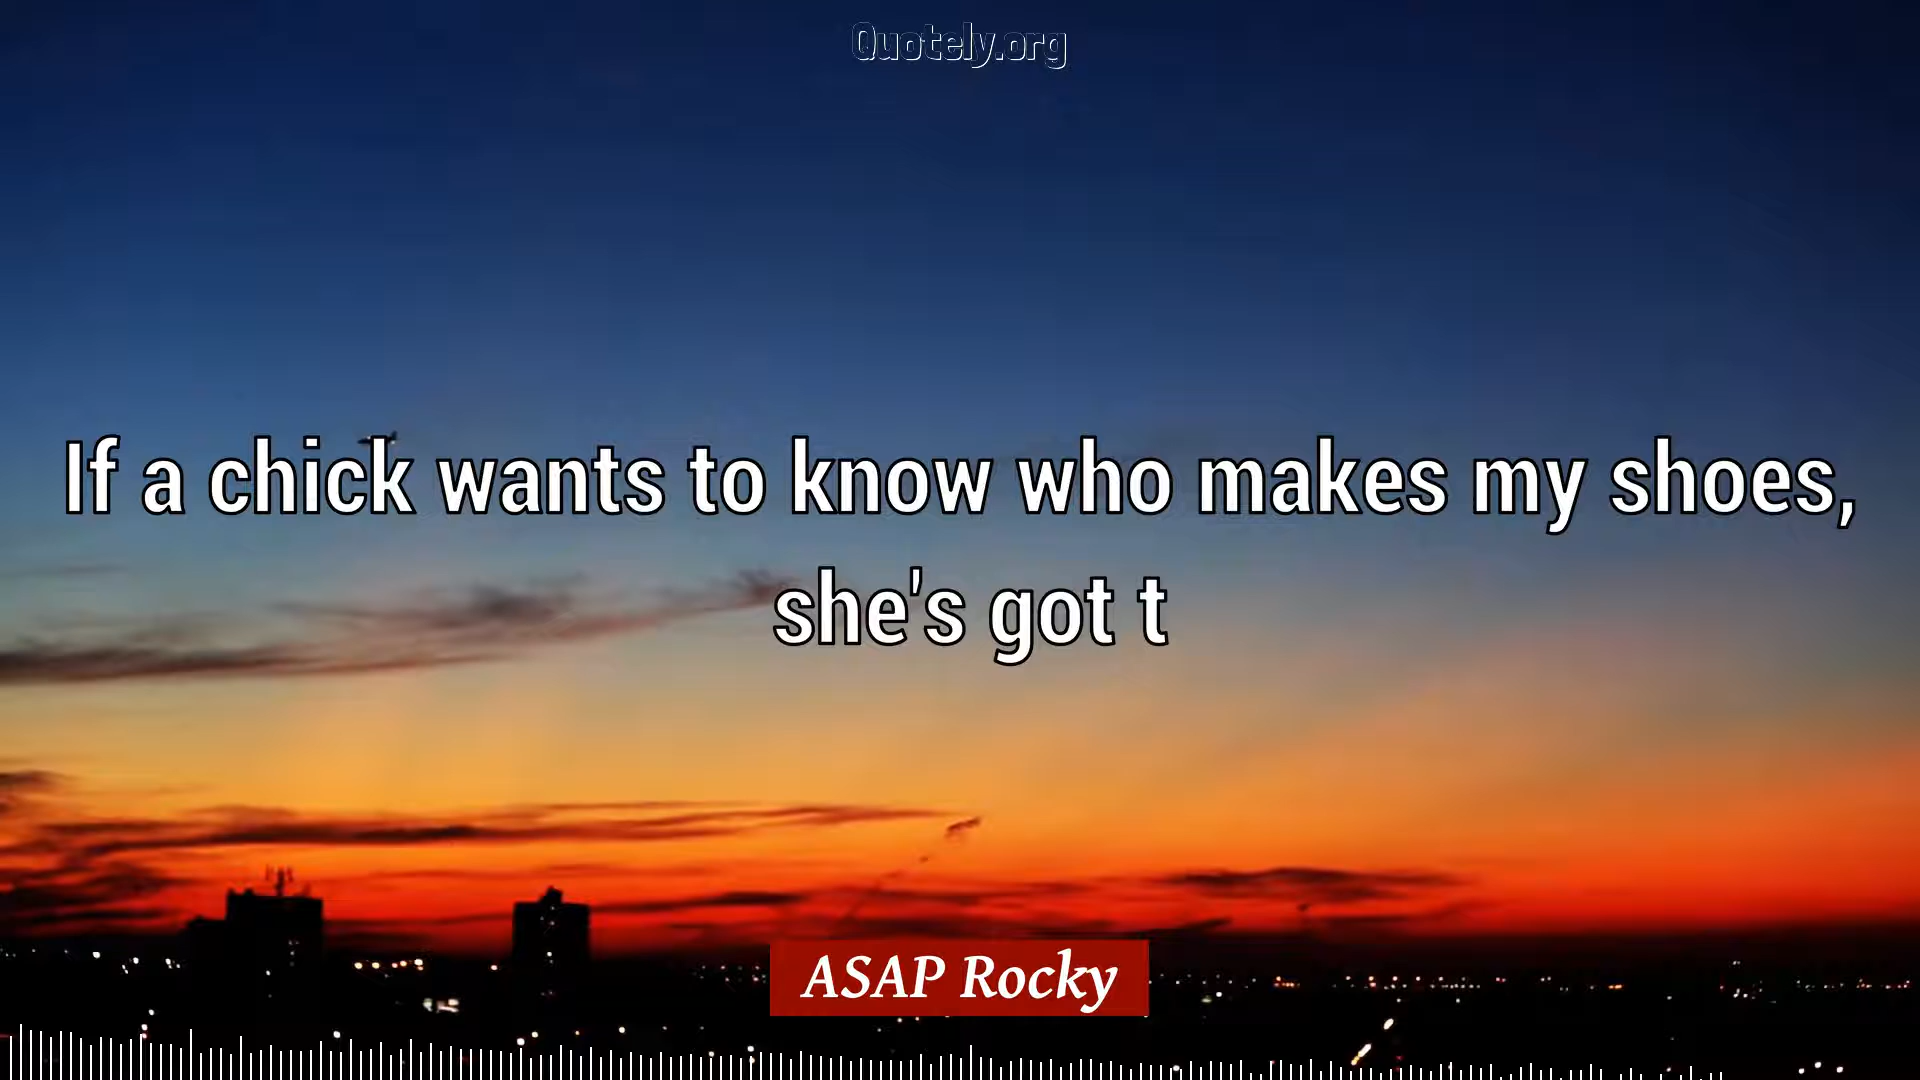 Quotely.org
If a chick wants to know who makes my shoes,
she's got t
ASAP Rocky